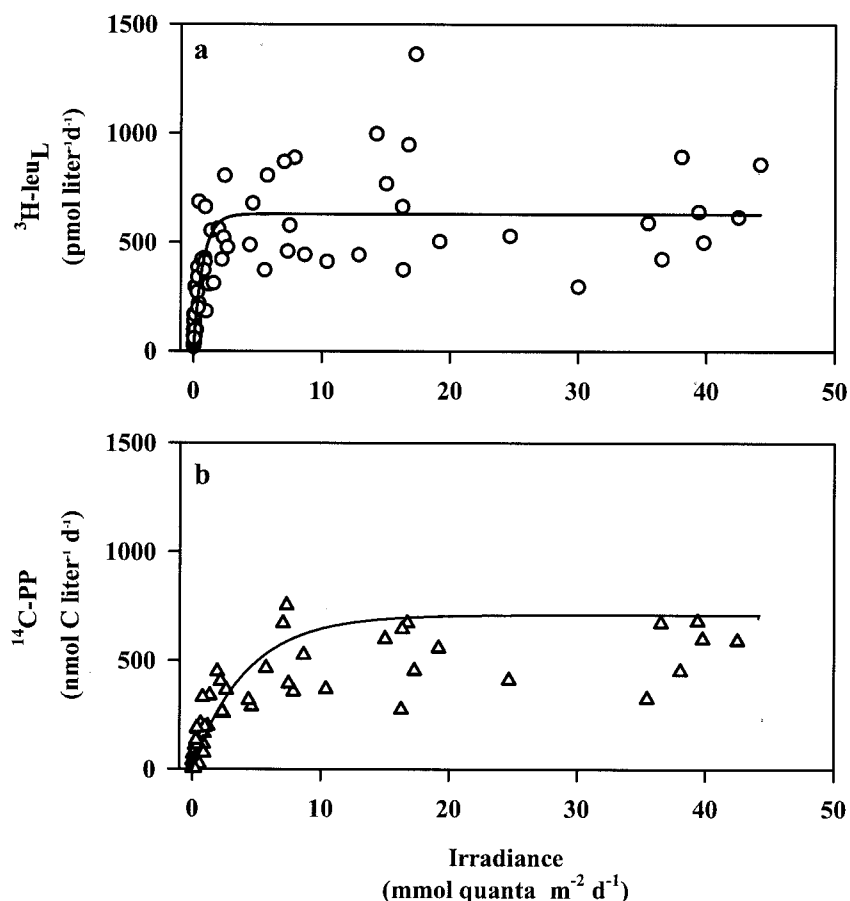 1500
a
1000
500
0
³H-leu_L
(pmol liter⁻¹d⁻¹)
0 10 20 30 40 50
1500
b
1000
500
0
¹⁴C-PP
(nmol C liter⁻¹ d⁻¹)
0 10 20 30 40 50
Irradiance
(mmol quanta m⁻² d⁻¹)